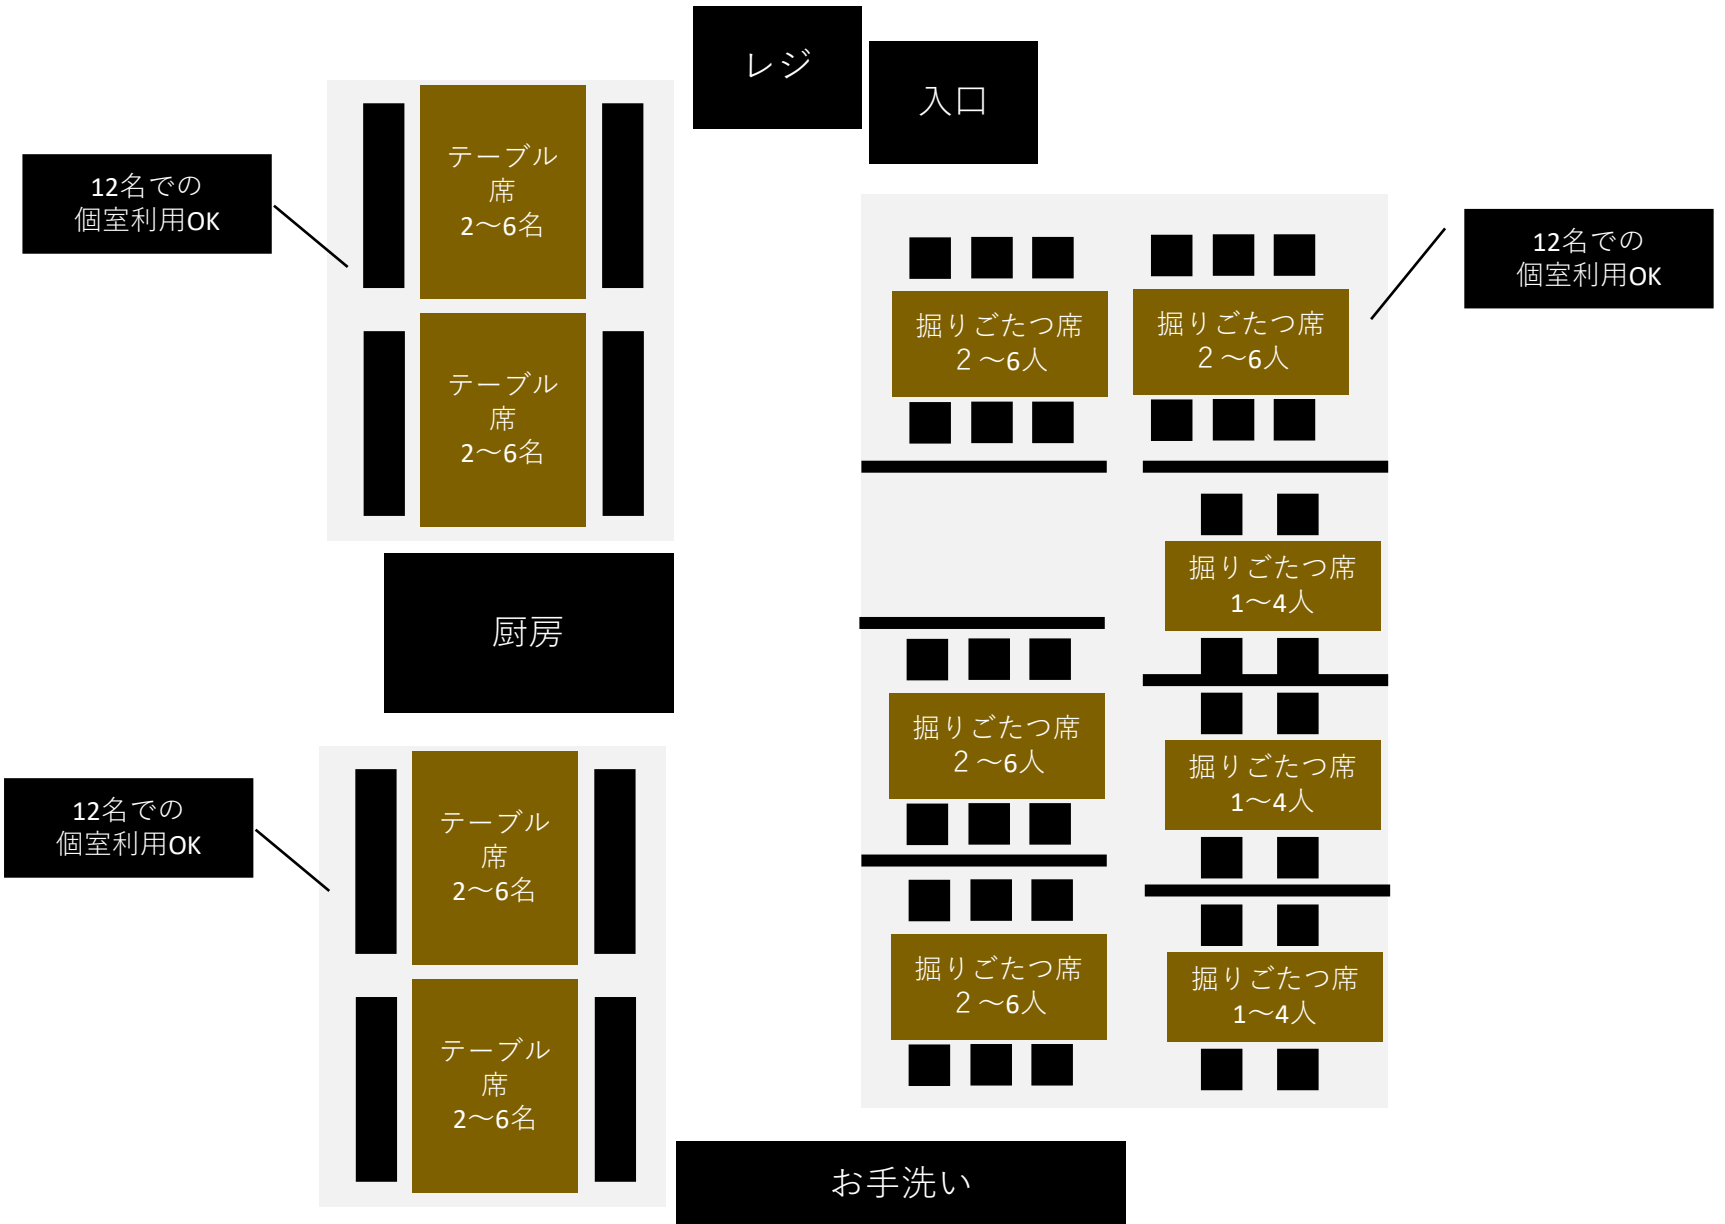 レジ
入口
12名での
個室利用OK
テーブル
席
2～6名
テーブル
席
2～6名
掘りごたつ席
２～6人
掘りごたつ席
２～6人
12名での
個室利用OK
厨房
掘りごたつ席
1～4人
掘りごたつ席
２～6人
掘りごたつ席
1～4人
12名での
個室利用OK
テーブル
席
2～6名
テーブル
席
2～6名
掘りごたつ席
２～6人
掘りごたつ席
1～4人
お手洗い